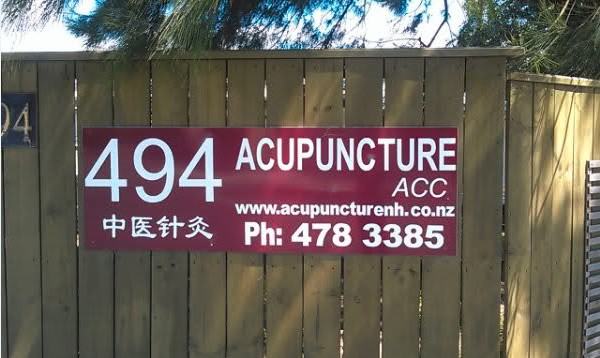 94
494
中医针灸
ACUPUNCTURE
ACC
www.acupuncturenh.co.nz
Ph: 478 3385